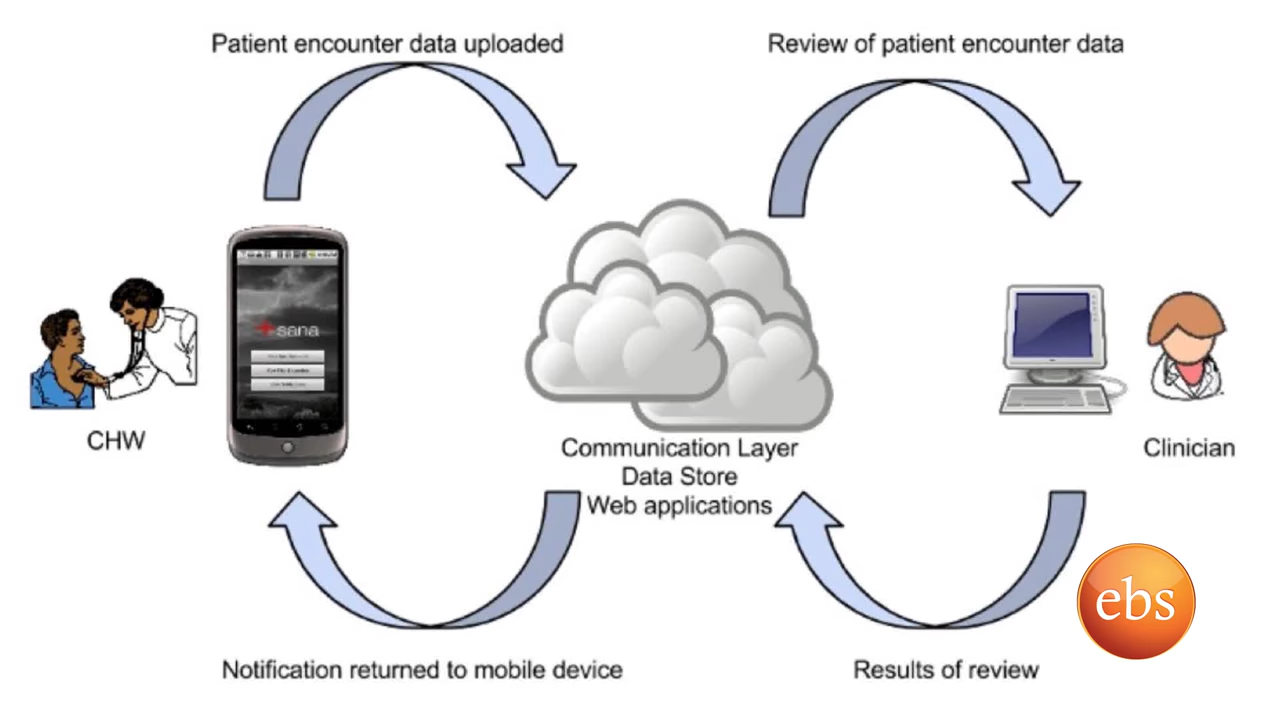 Patient encounter data uploaded
Review of patient encounter data
sana
CHW
Communication Layer
Data Store
Web applications
Clinician
ebs
Notification returned to mobile device
Results of review